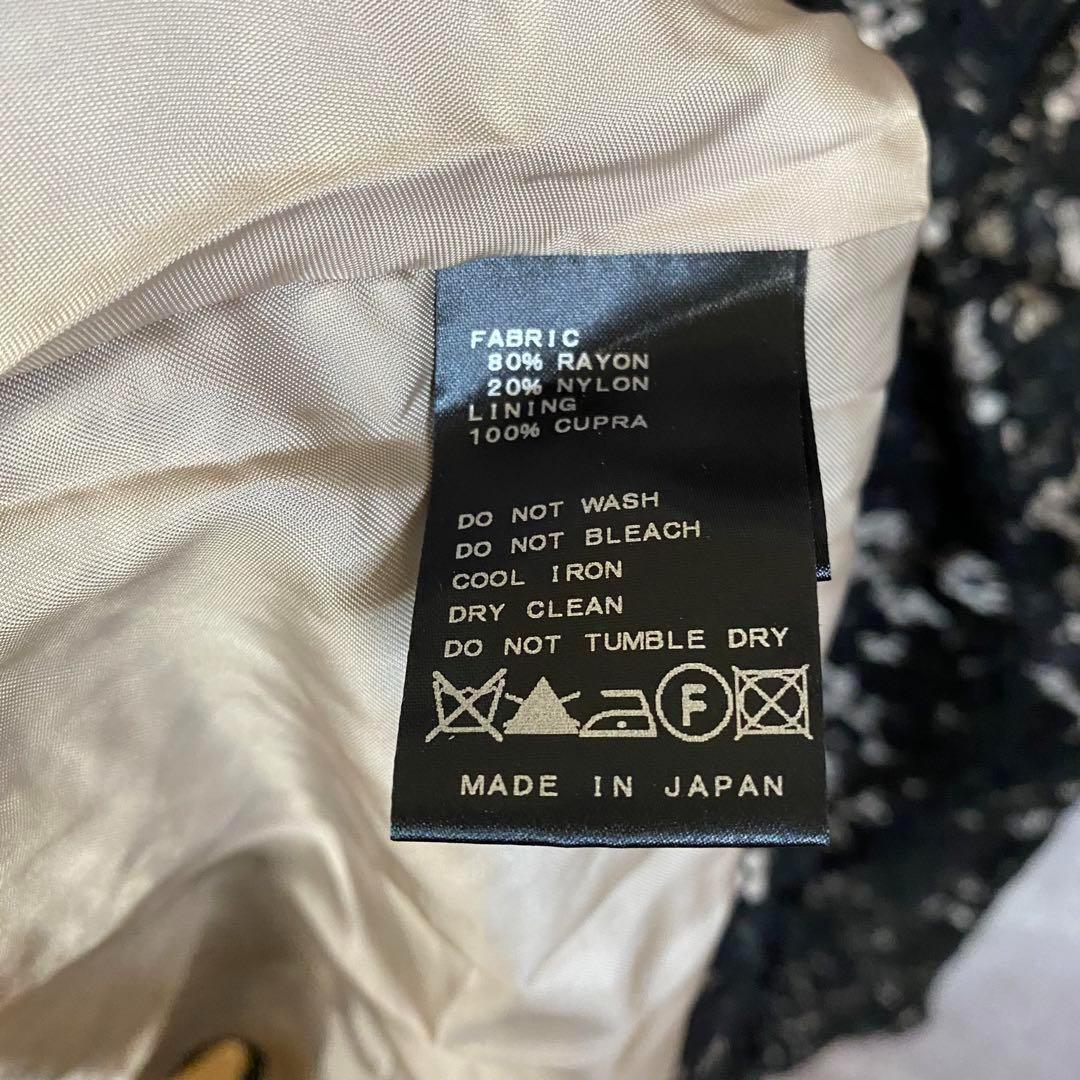 FABRIC
80% RAYON
20% NYLON
LINING
100% CUPRA
DO NOT WASH
DO NOT BLEACH
COOL IRON
DRY CLEAN
DO NOT TUMBLE DRY
F
MADE IN JAPAN